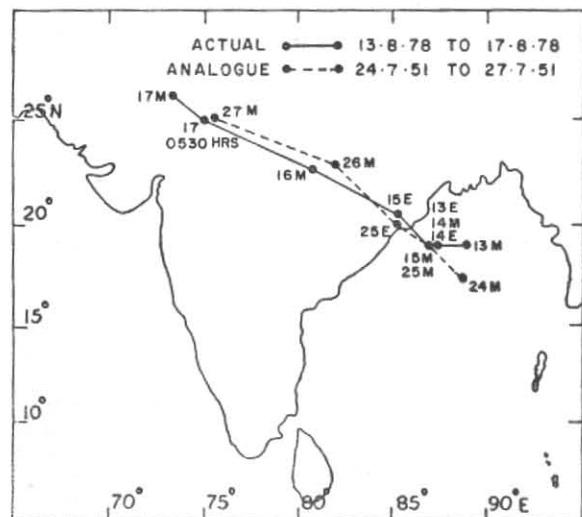 ACTUAL 13·8·78 TO 17·8·78
ANALOGUE 24·7·51 TO 27·7·51
25°N
17M
17
0530 HRS
27M
26M
16M
15E
13E
14M
14E
13M
25E
15M
25M
24M
20°
15°
10°
70°
75°
80°
85°
90°E